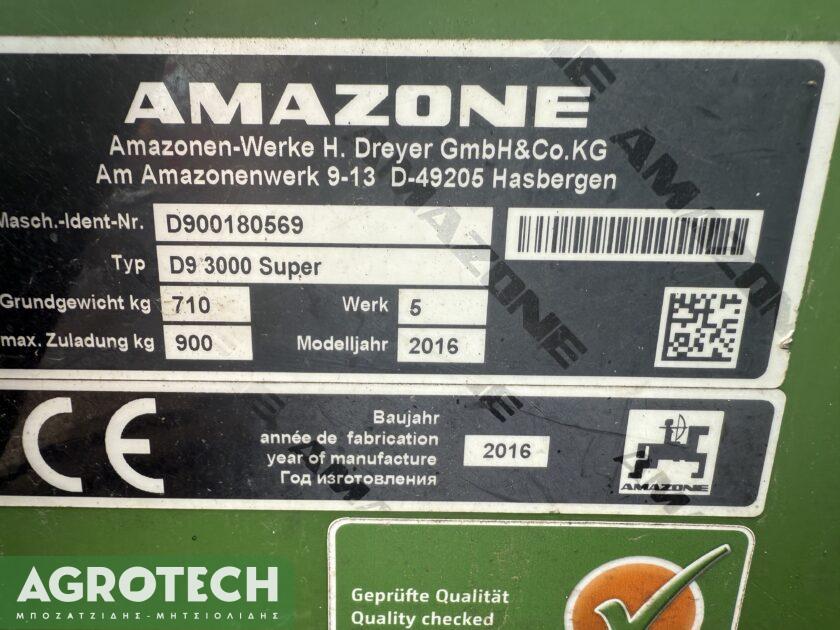 AMAZONE
Amazonen-Werke H. Dreyer GmbH&Co.KG
Am Amazonenwerk 9-13 D-49205 Hasbergen
Masch.-Ident-Nr. D900180569
Typ D9 3000 Super
Grundgewicht kg 710 Werk 5
max. Zuladung kg 900 Modelljahr 2016
CE
Baujahr
année de fabrication
year of manufacture
Год изготовления
2016
AMAZONE
Geprüfte Qualität
Quality checked
AGROTECH
ΜΠΟΖΑΤΖΙΔΗΣ-ΜΗΤΣΙΟΛΙΔΗΣ